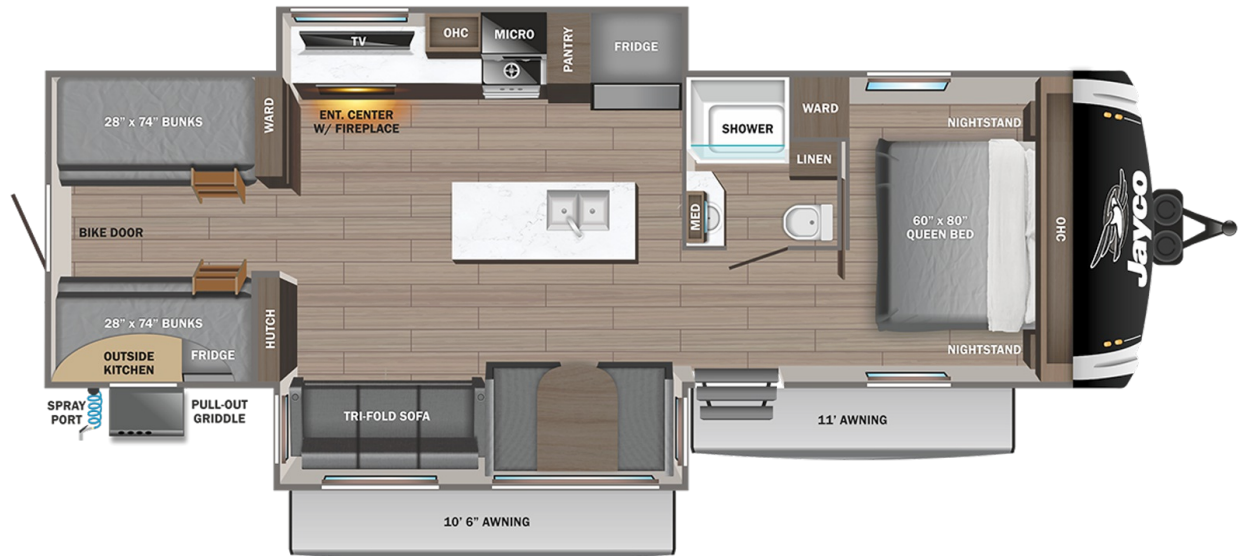 TV
OHC
MICRO
PANTRY
FRIDGE
28" x 74" BUNKS
WARD
ENT. CENTER
W/ FIREPLACE
SHOWER
WARD
LINEN
NIGHTSTAND
MED
60" x 80"
QUEEN BED
OHC
Jayco
BIKE DOOR
28" x 74" BUNKS
HUTCH
OUTSIDE
KITCHEN
FRIDGE
NIGHTSTAND
SPRAY
PORT
PULL-OUT
GRIDDLE
TRI-FOLD SOFA
11' AWNING
10' 6" AWNING